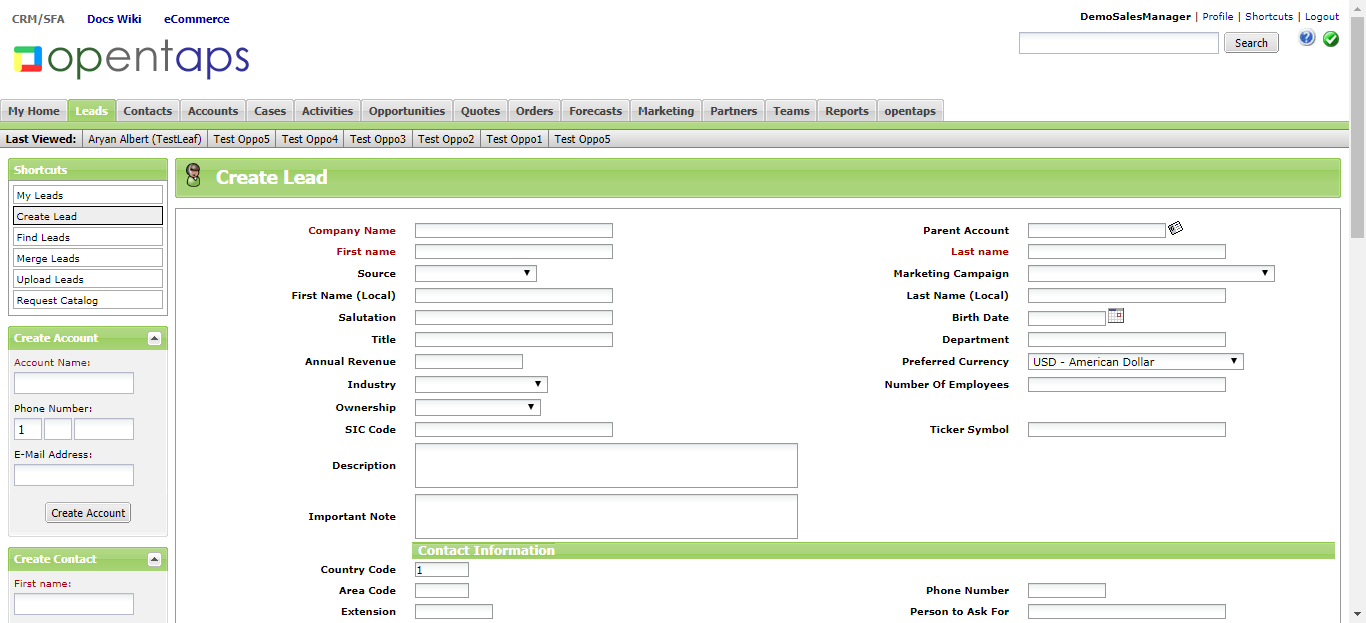 CRM/SFA Docs Wiki eCommerce
DemoSalesManager | Profile | Shortcuts | Logout
opentaps
Search
My Home Leads Contacts Accounts Cases Activities Opportunities Quotes Orders Forecasts Marketing Partners Teams Reports opentaps
Last Viewed: Aryan Albert (TestLeaf) Test Oppo5 Test Oppo4 Test Oppo3 Test Oppo2 Test Oppo1 Test Oppo5
Shortcuts
My Leads
Create Lead
Find Leads
Merge Leads
Upload Leads
Request Catalog
Create Account
Account Name:
Phone Number:
1
E-Mail Address:
Create Account
Create Contact
First name:
Create Lead
Company Name Parent Account
First name Last name
Source Marketing Campaign
First Name (Local) Last Name (Local)
Salutation Birth Date
Title Department
Annual Revenue Preferred Currency USD - American Dollar
Industry Number Of Employees
Ownership
SIC Code Ticker Symbol
Description
Important Note
Contact Information
Country Code 1
Area Code Phone Number
Extension Person to Ask For